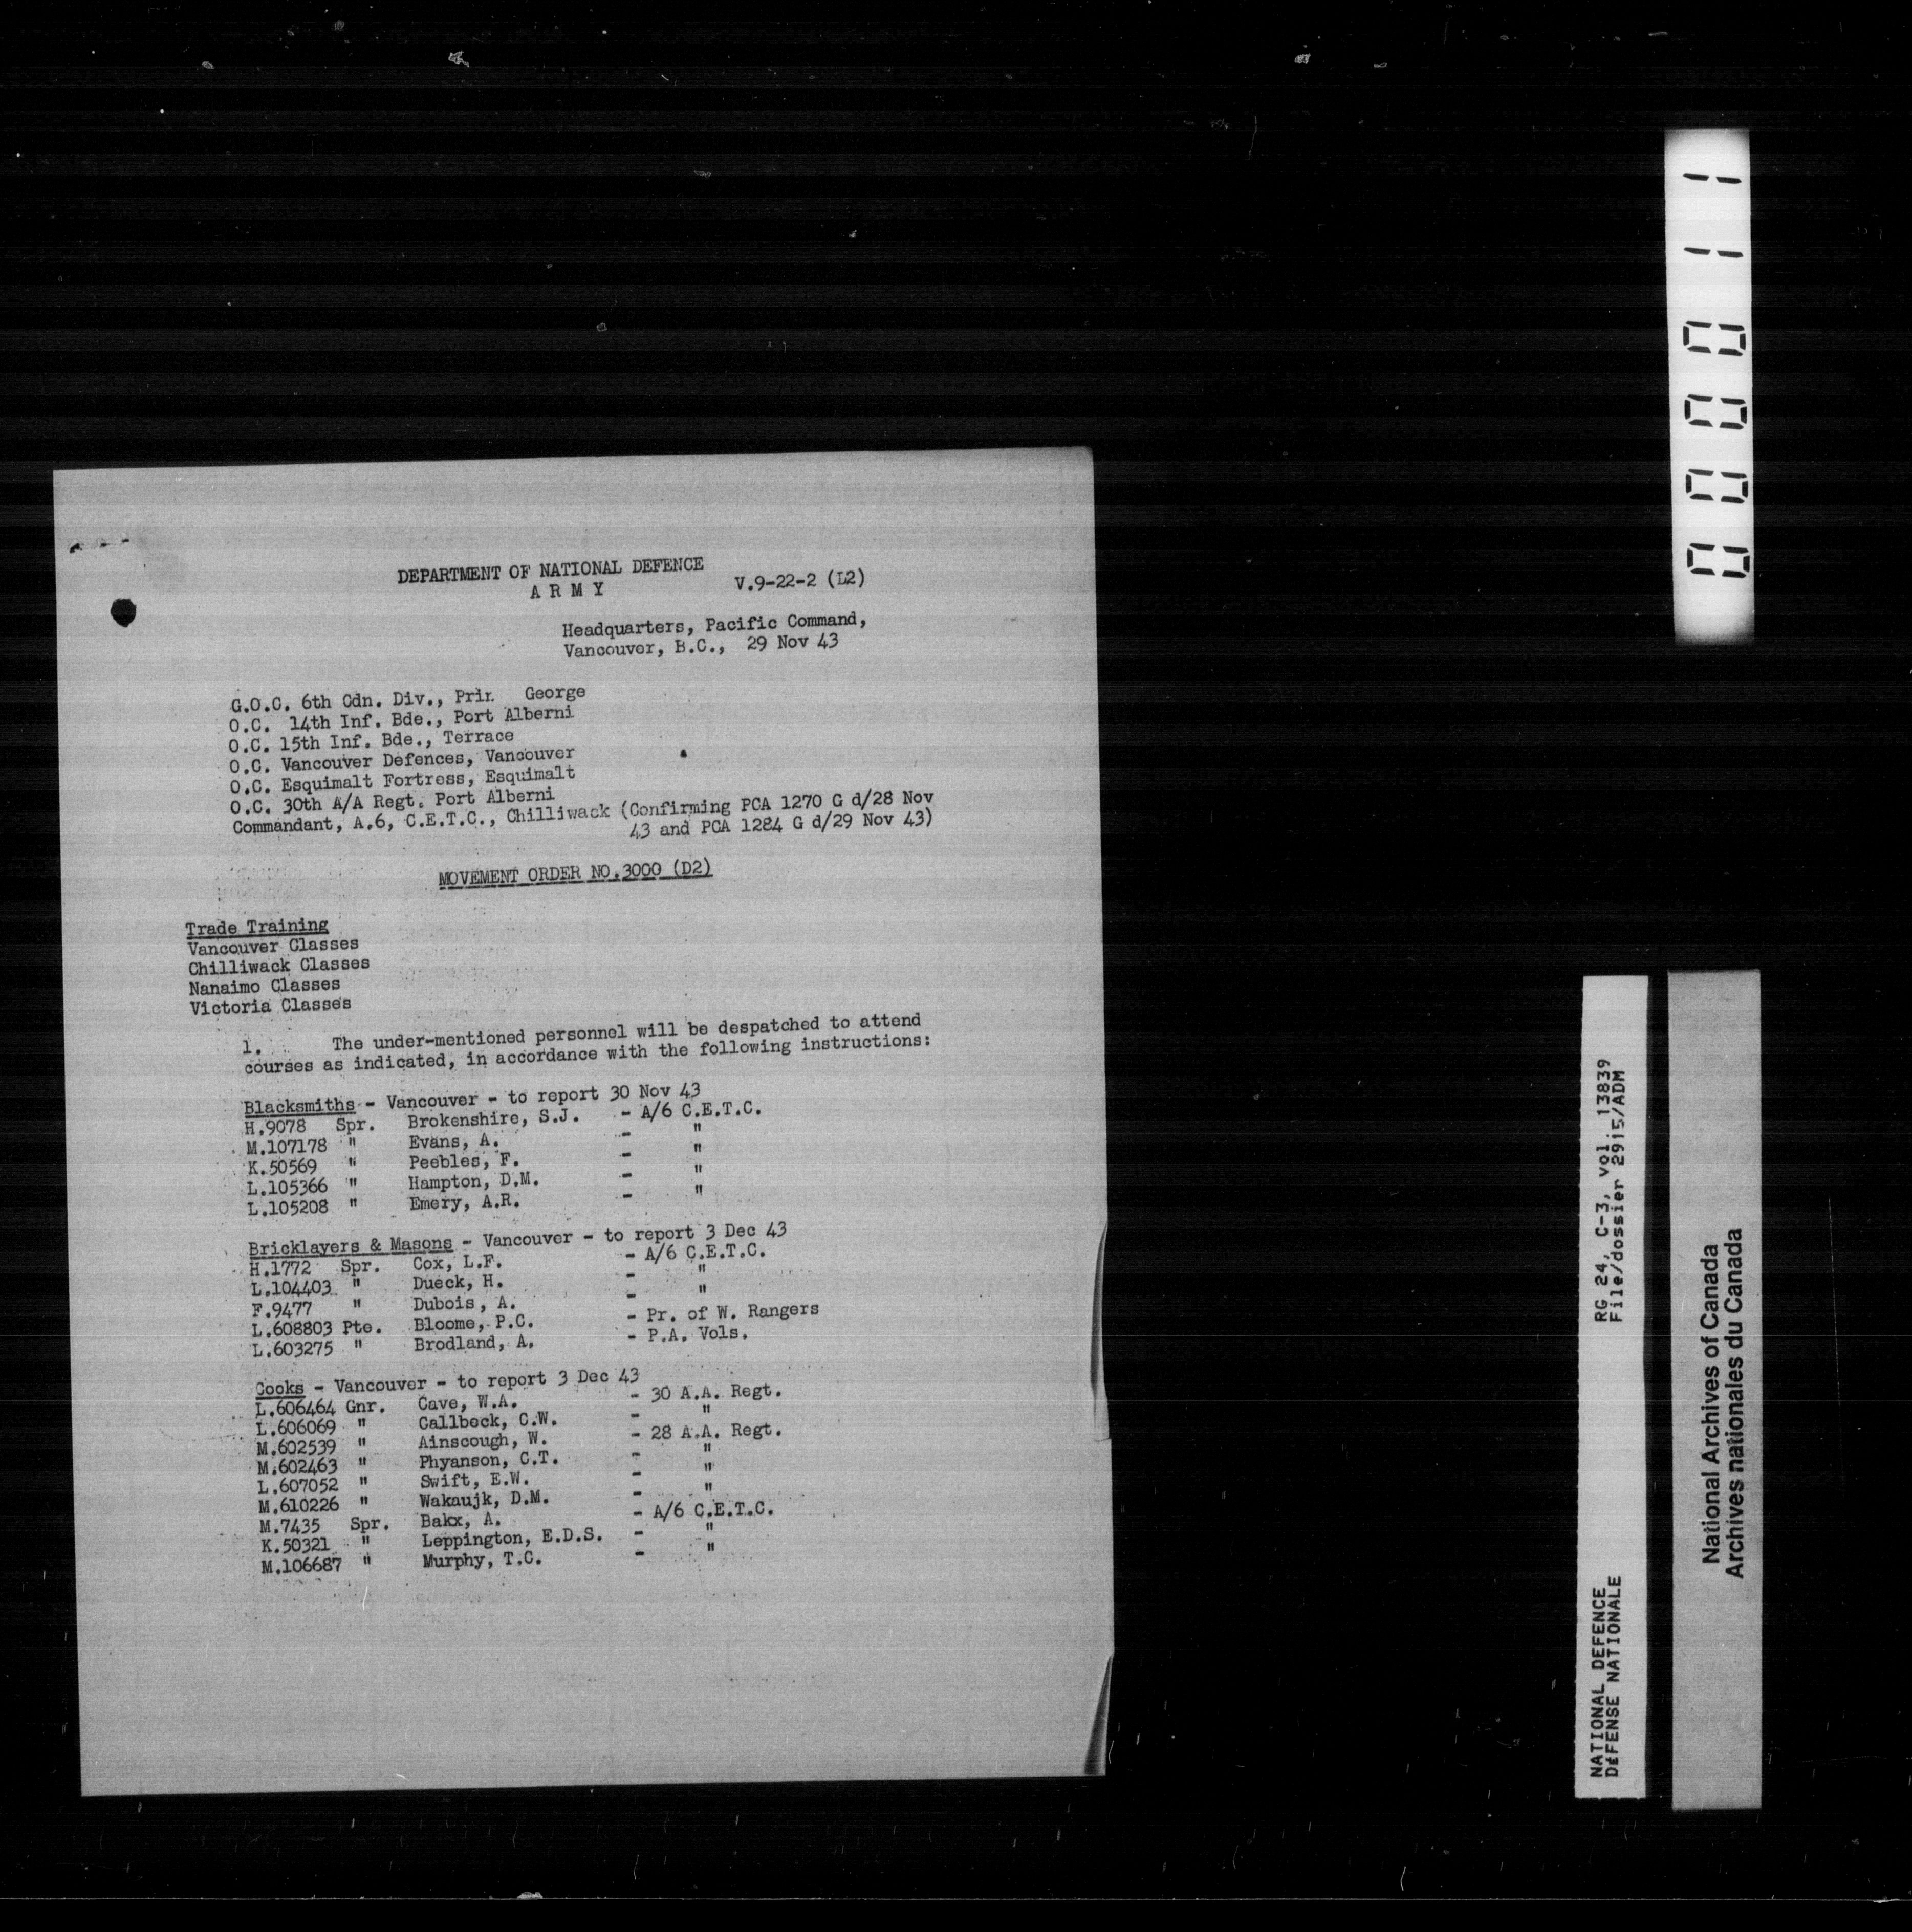 DEPARTMENT OF NATIONAL DEFENCE
A R M Y
V.9-22-2 (L2)
Headquarters, Pacific Command,
Vancouver, B.C., 29 Nov 43
G.O.C. 6th Cdn. Div., Prin George
O.C. 14th Inf. Bde., Port Alberni
O.C. 15th Inf. Bde., Terrace
O.C. Vancouver Defences, Vancouver
O.C. Esquimalt Fortress, Esquimalt
O.C. 30th A/A Regt. Port Alberni
Commandant, A.6, C.E.T.C., Chilliwack (Confirming PCA 1270 G d/28 Nov
43 and PCA 1284 G d/29 Nov 43)
MOVEMENT ORDER NO.3000 (D2)
Trade Training
Vancouver Classes
Chilliwack Classes
Nanaimo Classes
Victoria Classes
1. The under-mentioned personnel will be despatched to attend
courses as indicated, in accordance with the following instructions:
Blacksmiths - Vancouver - to report 30 Nov 43
H.9078 Spr. Brokenshire, S.J. - A/6 C.E.T.C.
M.107178 " Evans, A. - "
K.50569 " Peebles, F. - "
L.105366 " Hampton, D.M. - "
L.105208 " Emery, A.R. - "
Bricklayers & Masons - Vancouver - to report 3 Dec 43
H.1772 Spr. Cox, L.F. - A/6 C.E.T.C.
L.104403 " Dueck, H. - "
F.9477 " Dubois, A. - "
L.608803 Pte. Bloome, P.C. - Pr. of W. Rangers
L.603275 " Brodland, A. - P.A. Vols.
Cooks - Vancouver - to report 3 Dec 43
L.606464 Gnr. Cave, W.A. - 30 A.A. Regt.
L.606069 " Callbeck, C.W. - "
M.602539 " Ainscough, W. - 28 A.A. Regt.
M.602463 " Phyanson, C.T. - "
L.607052 " Swift, E.W. - "
M.610226 " Wakaujk, D.M. - "
M.7435 Spr. Bakx, A. - A/6 C.E.T.C.
K.50321 " Leppington, E.D.S. - "
M.106687 " Murphy, T.C. - "
000011
NATIONAL DEFENCE RG 24, C-3, vol. 13839
DéFENSE NATIONALE File/dossier 2915/ADM
National Archives of Canada
Archives nationales du Canada